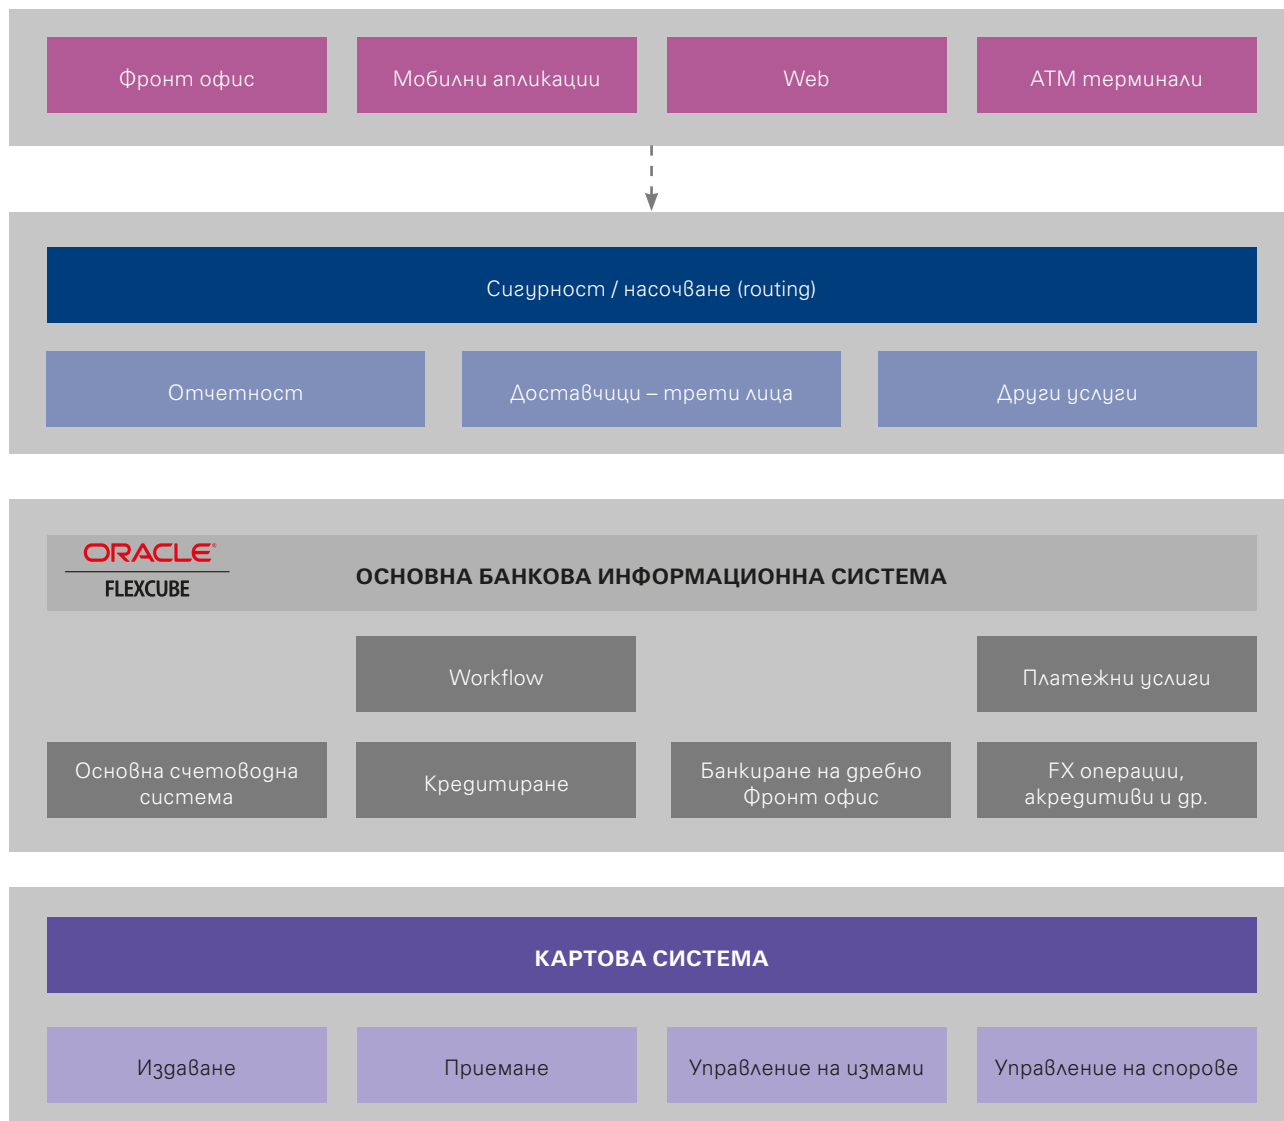 Фронт офис
Мобилни апликации
Web
ATM терминали
Сигурност / насочване (routing)
Отчетност
Доставчици – трети лица
Други услуги
ORACLE®
FLEXCUBE
ОСНОВНА БАНКОВА ИНФОРМАЦИОННА СИСТЕМА
Workflow
Платежни услиги
Основна счетоводна
система
Кредитиране
Банкиране на дребно
Фронт офис
FX операции,
акредитиви и др.
КАРТОВА СИСТЕМА
Издаване
Приемане
Управление на измами
Управление на спорове